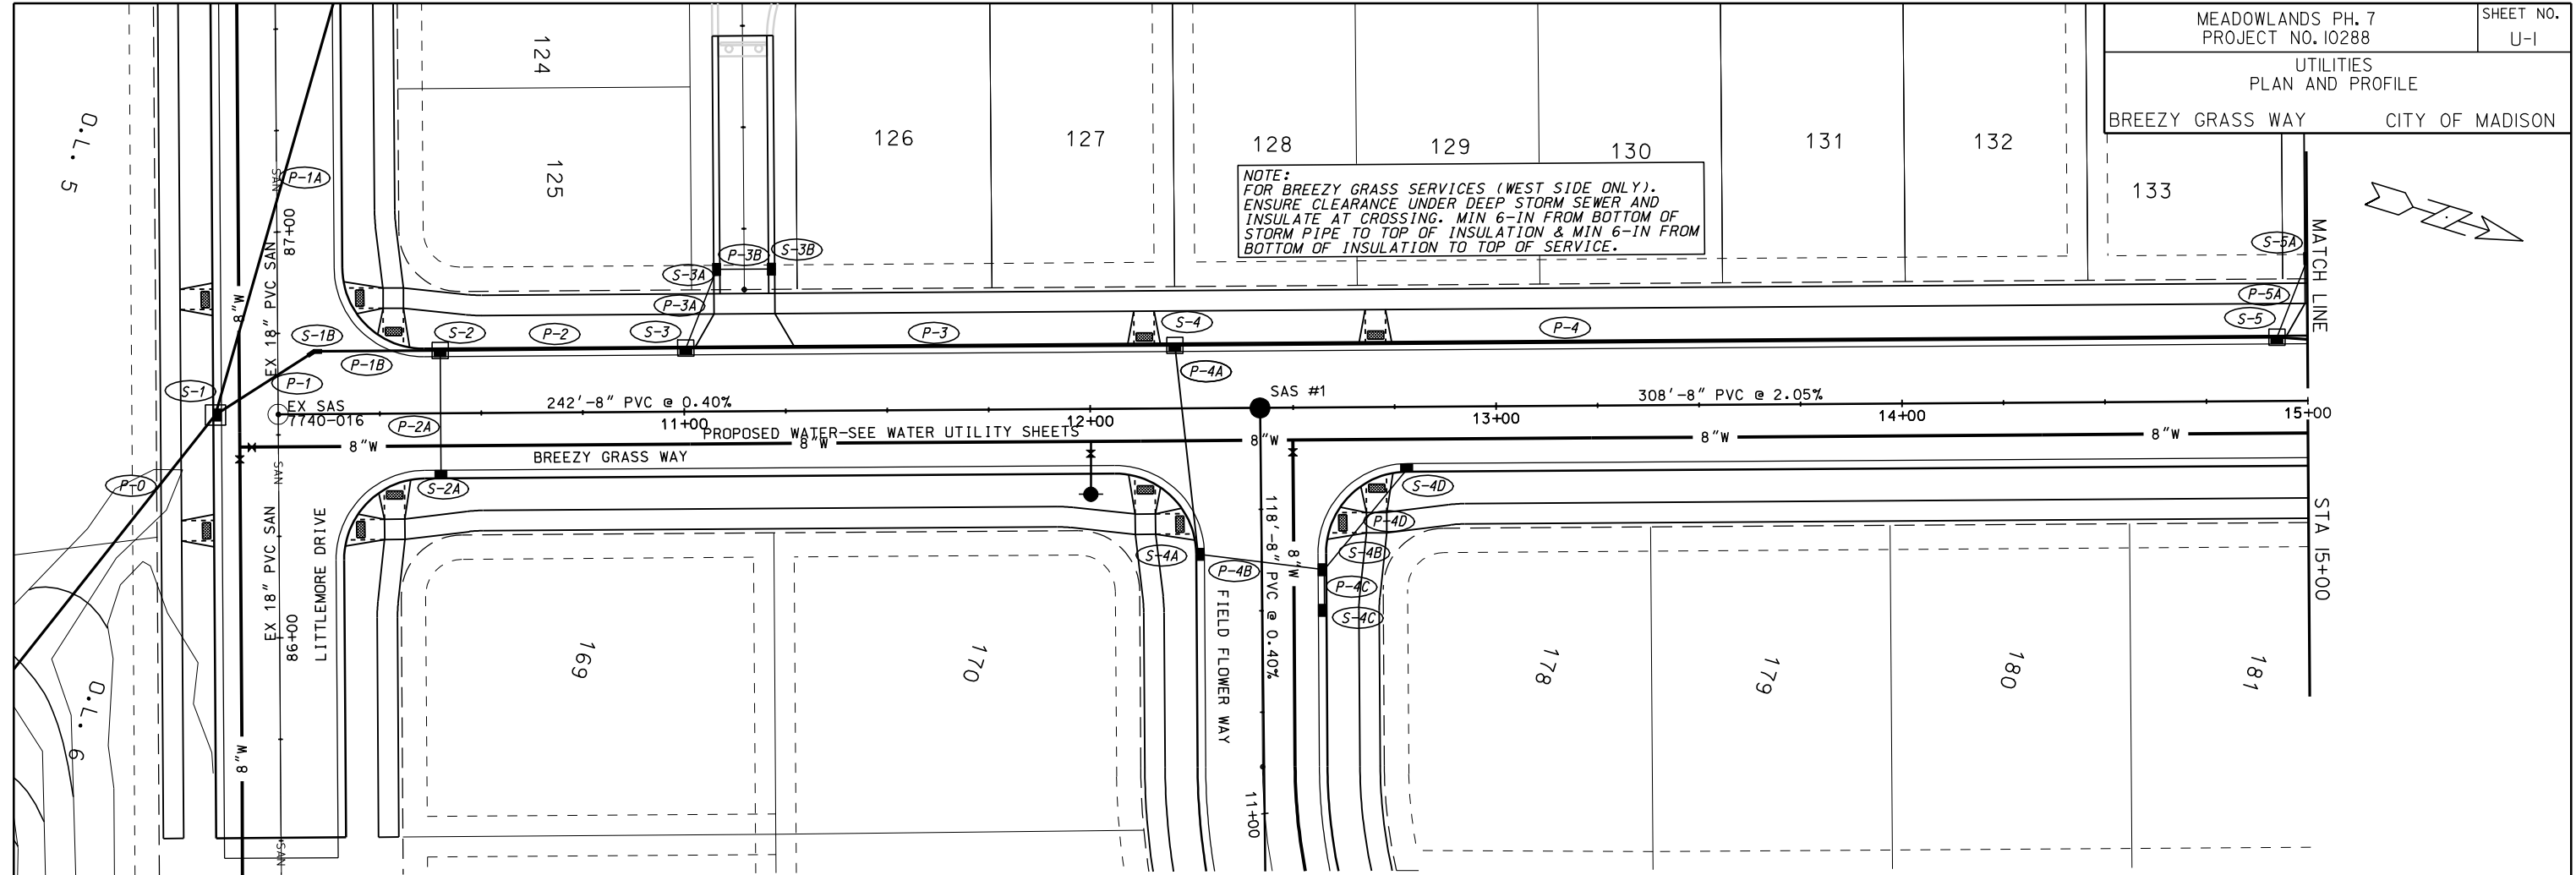 MEADOWLANDS PH. 7
PROJECT NO. 10288
SHEET NO.
U-1
UTILITIES
PLAN AND PROFILE
BREEZY GRASS WAY
CITY OF MADISON
O.L. 5
124
125
126
127
128
129
130
131
132
133
NOTE:
FOR BREEZY GRASS SERVICES (WEST SIDE ONLY).
ENSURE CLEARANCE UNDER DEEP STORM SEWER AND
INSULATE AT CROSSING. MIN 6-IN FROM BOTTOM OF
STORM PIPE TO TOP OF INSULATION & MIN 6-IN FROM
BOTTOM OF INSULATION TO TOP OF SERVICE.
SAN
P-1A
87+00
EX 18" PVC SAN
8"W
P-3B
S-3B
S-3A
P-3A
S-5A
P-5A
S-5
MATCH LINE
S-1B
S-2
P-2
S-3
P-3
S-4
P-4
P-1B
S-1
P-1
P-4A
EX SAS
7740-016
242'-8" PVC @ 0.40%
SAS #1
308'-8" PVC @ 2.05%
P-2A
11+00
12+00
13+00
14+00
15+00
PROPOSED WATER-SEE WATER UTILITY SHEETS
8"W
8"W
8"W
8"W
8"W
BREEZY GRASS WAY
SAN
P-0
S-2A
S-4D
P-4D
S-4A
S-4B
P-4B
P-4C
S-4C
STA 15+00
EX 18" PVC SAN
86+00
LITTLEMORE DRIVE
118'-8" PVC @ 0.40%
8"W
FIELD FLOWER WAY
O.L. 6
169
170
178
179
180
181
8"W
11+00
SAN